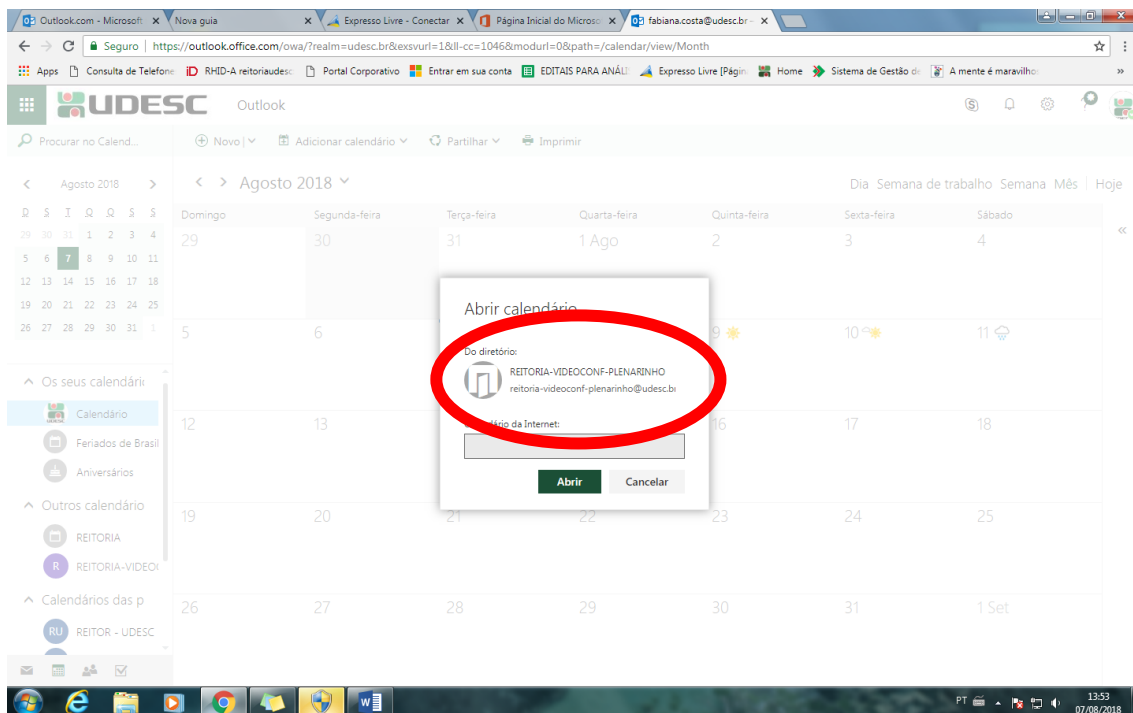 Outlook.com - Microsoft
Nova guia
Expresso Livre - Conectar
Página Inicial do Microso
fabiana.costa@udesc.br -
Seguro | https://outlook.office.com/owa/?realm=udesc.br&exsvurl=1&ll-cc=1046&modurl=0&path=/calendar/view/Month
Apps Consulta de Telefone RHID-A reitoriaudesc Portal Corporativo Entrar em sua conta EDITAIS PARA ANÁLI Expresso Livre [Págin Home Sistema de Gestão de A mente é maravilho
UDESC Outlook
Procurar no Calend... Novo | Adicionar calendário Partilhar Imprimir
Agosto 2018
Agosto 2018
Dia Semana de trabalho Semana Mês Hoje
D S T Q Q S S
29 30 31 1 2 3 4
5 6 7 8 9 10 11
12 13 14 15 16 17 18
19 20 21 22 23 24 25
26 27 28 29 30 31 1
Os seus calendári
Calendário
Feriados de Brasil
Aniversários
Outros calendário
REITORIA
REITORIA-VIDEO
Calendários das p
RU REITOR - UDESC
Domingo Segunda-feira Terça-feira Quarta-feira Quinta-feira Sexta-feira Sábado
29 30 31 1 Ago 2 3 4
5 6 9 10 11
12 13 16 17 18
19 20 21 22 23 24 25
26 27 28 29 30 31 1 Set
Abrir calendário
Do diretório:
REITORIA-VIDEOCONF-PLENARINHO
reitoria-videoconf-plenarinho@udesc.br
da Internet:
Abrir Cancelar
PT
13:53
07/08/2018